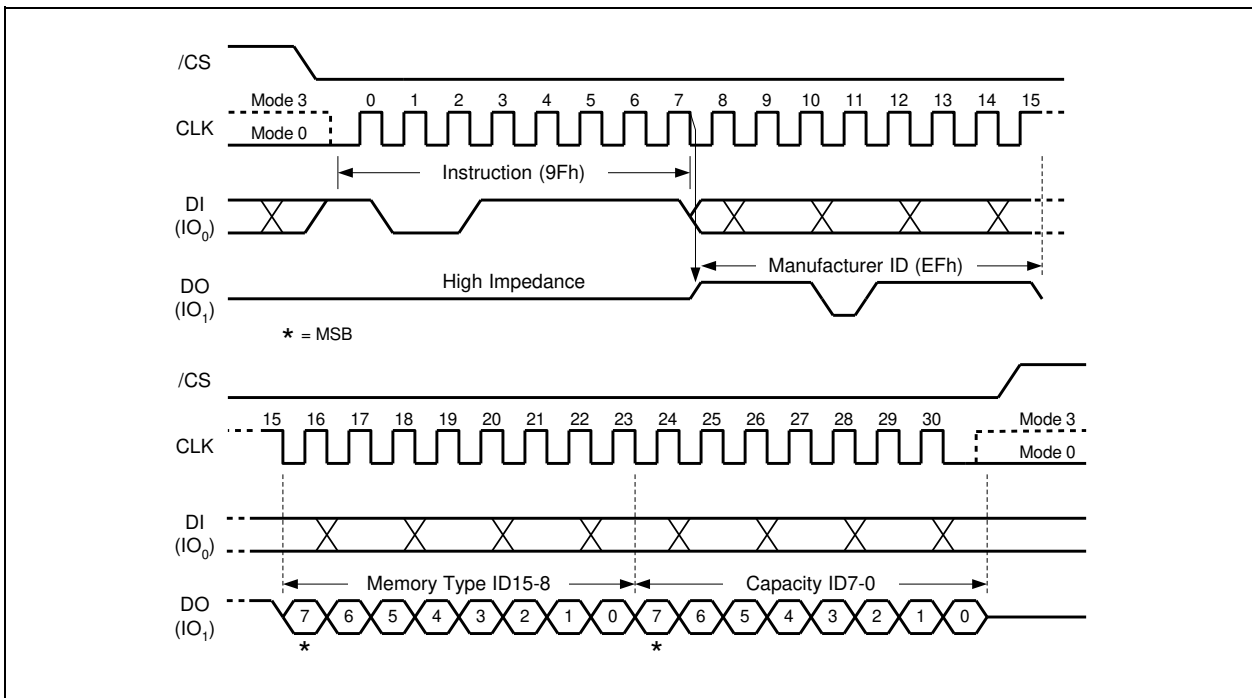 /CS
Mode 3 0 1 2 3 4 5 6 7 8 9 10 11 12 13 14 15
CLK
Mode 0
Instruction (9Fh)
DI
(IO0)
Manufacturer ID (EFh)
High Impedance
DO
(IO1)
* = MSB
/CS
15 16 17 18 19 20 21 22 23 24 25 26 27 28 29 30
Mode 3
CLK
Mode 0
DI
(IO0)
Memory Type ID15-8 Capacity ID7-0
DO
(IO1)
7 6 5 4 3 2 1 0 7 6 5 4 3 2 1 0
* *